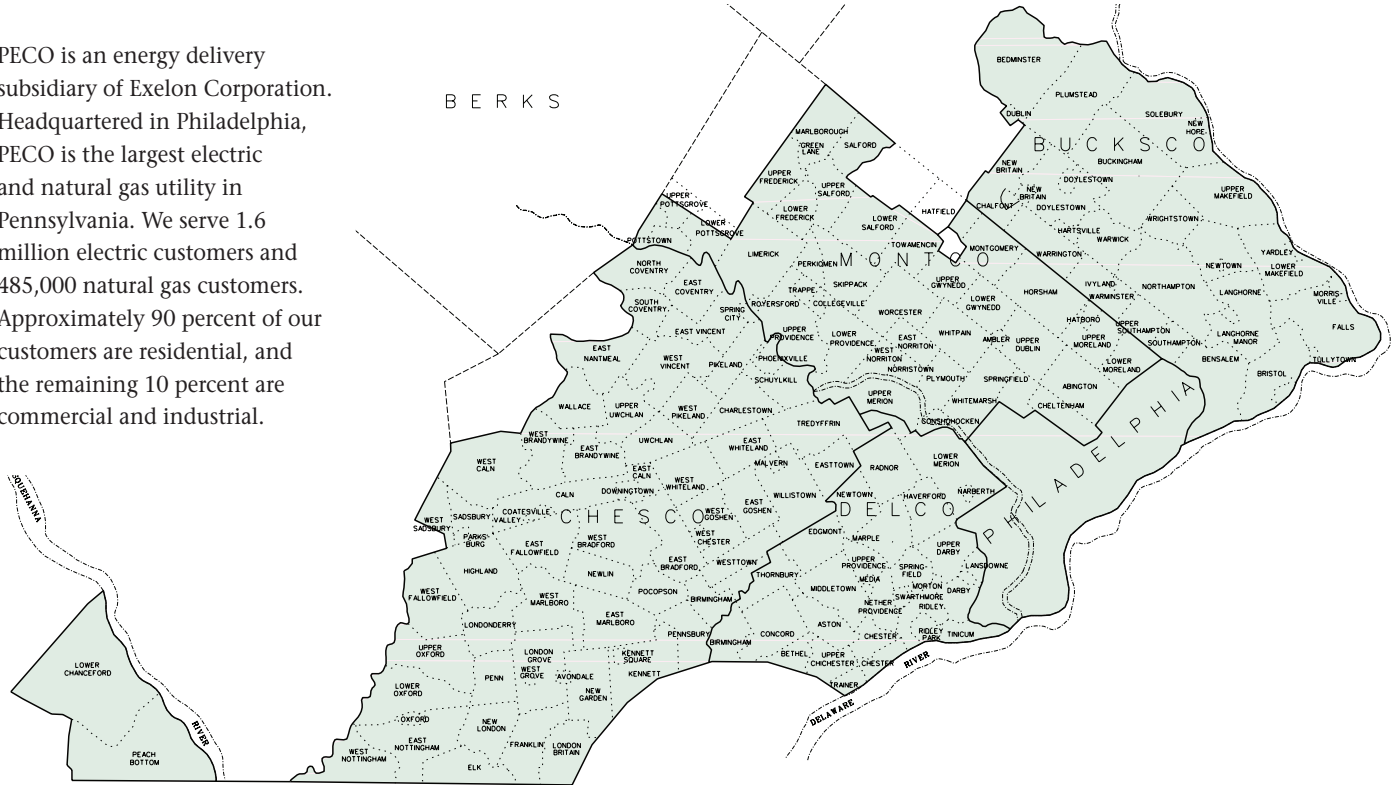 PECO is an energy delivery
subsidiary of Exelon Corporation.
Headquartered in Philadelphia,
PECO is the largest electric
and natural gas utility in
Pennsylvania. We serve 1.6
million electric customers and
485,000 natural gas customers.
Approximately 90 percent of our
customers are residential, and
the remaining 10 percent are
commercial and industrial.
BERKS
BUCKSCO
BEDMINSTER
PLUMSTEAD
DUBLIN
SOLEBURY
NEW
HOPE
NEW
BRITAIN
BUCKINGHAM
DOYLESTOWN
NEW
BRITAIN
CHALFONT
DOYLESTOWN
UPPER
MAKEFIELD
WRIGHTSTOWN
HARTSVILLE
WARWICK
WARRINGTON
YARDLEY
NEWTOWN
LOWER
MAKEFIELD
IVYLAND
WARMINSTER
NORTHAMPTON
LANGHORNE
MORRIS-
VILLE
UPPER
SOUTHAMPTON
SOUTHAMPTON
LANGHORNE
MANOR
FALLS
BENSALEM
BRISTOL
TULLYTOWN
MONTCO
MARLBOROUGH
GREEN
LANE
SALFORD
UPPER
FREDERICK
UPPER
SALFORD
UPPER
POTTSGROVE
LOWER
POTTSGROVE
POTTSTOWN
LOWER
FREDERICK
LOWER
SALFORD
HATFIELD
TOWAMENCIN
MONTGOMERY
LIMERICK
PERKIOMEN
SKIPPACK
TRAPPE
ROYERSFORD
COLLEGEVILLE
UPPER
GWYNEDD
LOWER
GWYNEDD
HORSHAM
WORCESTER
HATBORO
UPPER
PROVIDENCE
LOWER
PROVIDENCE
EAST
NORRITON
WEST
NORRITON
NORRISTOWN
WHITPAIN
AMBLER
UPPER
DUBLIN
UPPER
MORELAND
LOWER
MORELAND
PLYMOUTH
SPRINGFIELD
ABINGTON
UPPER
MERION
WHITEMARSH
CHELTENHAM
CONSHOHOCKEN
LOWER
MERION
NARBERTH
PHILADELPHIA
CHESCO
NORTH
COVENTRY
EAST
COVENTRY
SOUTH
COVENTRY
SPRING
CITY
EAST VINCENT
EAST
NANTMEAL
WEST
VINCENT
PIKELAND
PHOENIXVILLE
SCHUYLKILL
WALLACE
UPPER
UWCHLAN
WEST
PIKELAND
CHARLESTOWN
TREDYFFRIN
WEST
BRANDYWINE
EAST
BRANDYWINE
UWCHLAN
EAST
WHITELAND
MALVERN
EASTTOWN
WEST
CALN
CALN
EAST
CALN
DOWNINGTOWN
WEST
WHITELAND
WILLISTOWN
EAST
GOSHEN
WEST
GOSHEN
WEST
SADSBURY
SADSBURY
COATESVILLE
VALLEY
PARKS-
BURG
EAST
FALLOWFIELD
WEST
BRADFORD
WEST
CHESTER
EAST
BRADFORD
WESTTOWN
HIGHLAND
NEWLIN
WEST
FALLOWFIELD
WEST
MARLBORO
POCOPSON
BIRMINGHAM
LONDONDERRY
EAST
MARLBORO
PENNSBURY
UPPER
OXFORD
LONDON
GROVE
KENNETT
SQUARE
KENNETT
WEST
GROVE
AVONDALE
PENN
LOWER
OXFORD
NEW
GARDEN
OXFORD
NEW
LONDON
EAST
NOTTINGHAM
FRANKLIN
LONDON
BRITAIN
WEST
NOTTINGHAM
ELK
DELCO
RADNOR
NEWTOWN
HAVERFORD
EDGMONT
MARPLE
UPPER
DARBY
LANSDOWNE
UPPER
PROVIDENCE
SPRING-
FIELD
MEDIA
THORNBURY
MIDDLETOWN
MORTON
SWARTHMORE
DARBY
RIDLEY
NETHER
PROVIDENCE
ASTON
CHESTER
RIDLEY
PARK
TINICUM
BIRMINGHAM
CONCORD
BETHEL
UPPER
CHICHESTER
CHESTER
TRAINER
DELAWARE
RIVER
SQUEHANNA
RIVER
LOWER
CHANCEFORD
PEACH
BOTTOM